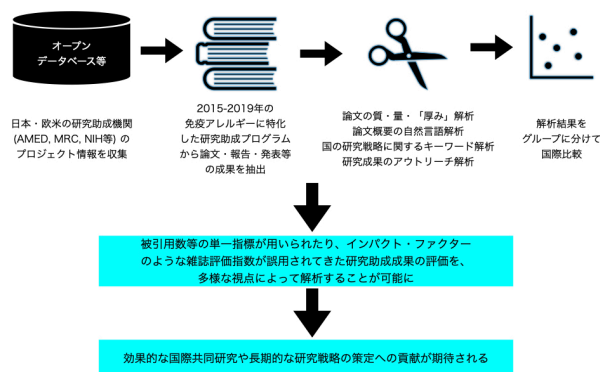 オープン
データベース等
日本・欧米の研究助成機関
(AMED, MRC, NIH等) の
プロジェクト情報を収集
2015-2019年の
免疫アレルギーに特化
した研究助成プログラム
から論文・報告・発表等
の成果を抽出
論文の質・量・「厚み」解析
論文概要の自然言語解析
国の研究戦略に関するキーワード解析
研究成果のアウトリーチ解析
解析結果を
グループに分けて
国際比較
被引用数等の単一指標が用いられたり、インパクト・ファクター
のような雑誌評価指数が誤用されてきた研究助成成果の評価を、
多様な視点によって解析することが可能に
効果的な国際共同研究や長期的な研究戦略の策定への貢献が期待される